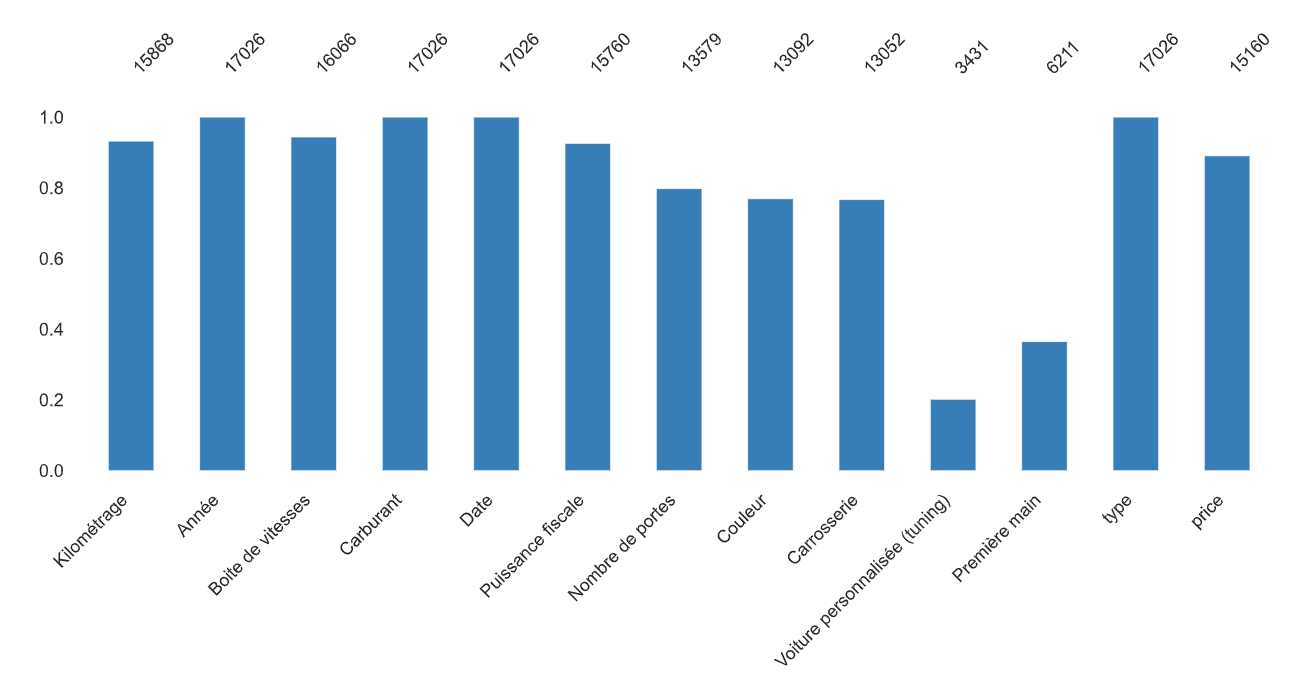 15868
17026
16066
17026
17026
15760
13579
13092
13052
3431
6211
17026
15160
1.0
0.8
0.6
0.4
0.2
0.0
Kilométrage
Année
Boite de vitesses
Carburant
Date
Puissance fiscale
Nombre de portes
Couleur
Carrosserie
Voiture personnalisée (tuning)
Première main
type
price